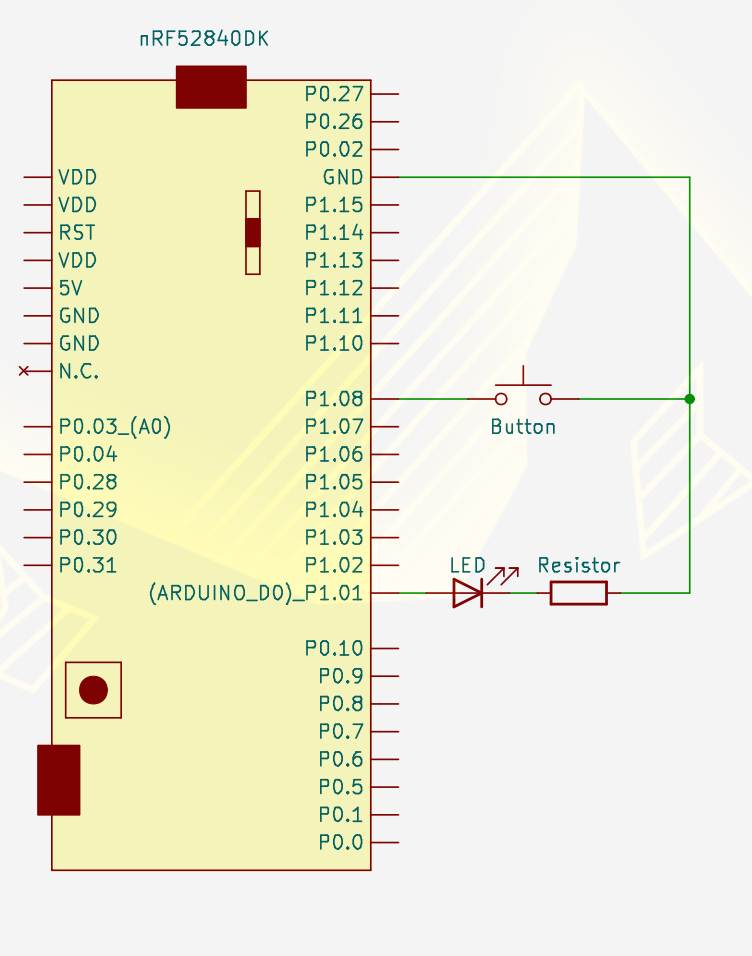 nRF52840DK
P0.27
P0.26
P0.02
VDD GND
VDD P1.15
RST P1.14
VDD P1.13
5V P1.12
GND P1.11
GND P1.10
N.C.
P1.08
Button
P0.03_(A0) P1.07
P0.04 P1.06
P0.28 P1.05
P0.29 P1.04
P0.30 P1.03
P0.31 P1.02
LED Resistor
(ARDUINO_D0)_P1.01
P0.10
P0.9
P0.8
P0.7
P0.6
P0.5
P0.1
P0.0